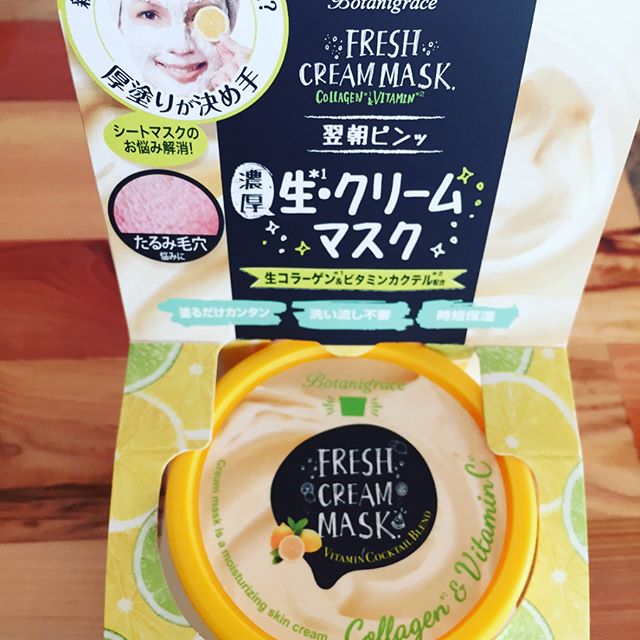 厚塗りが決め手
シートマスクの
お悩み解消!
たるみ毛穴
悩みに
Botanigrace
FRESH
CREAM MASK.
COLLAGEN*1&VITAMIN*2
翌朝ピンッ
濃厚
生*1・クリーム
マスク
生コラーゲン*1&ビタミンカクテル*2配合
塗るだけカンタン
洗い流し不要
時短保湿
Botanigrace
FRESH
CREAM
MASK.
VITAMIN COCKTAIL BLEND
Cream mask is a moisturizing skin cream
Collagen*1 & Vitamin C